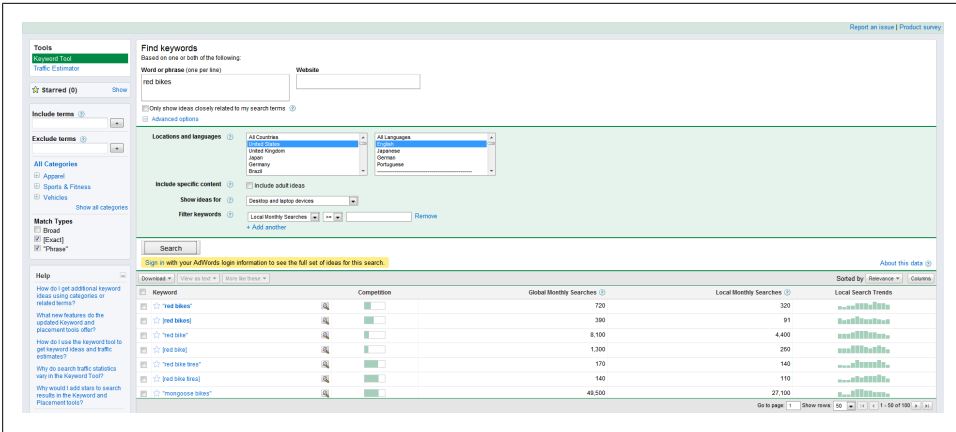 Report an issue | Product survey
Tools
Keyword Tool
Traffic Estimator
Starred (0) Show
Include terms
Exclude terms
All Categories
Apparel
Sports & Fitness
Vehicles
Show all categories
Match Types
Broad
[Exact]
"Phrase"
Help
How do I get additional keyword
ideas using categories or
related terms?
What new features do the
updated Keyword and
placement tools offer?
How do I use the keyword tool to
get keyword ideas and traffic
estimates?
Why do search traffic statistics
vary in the Keyword Tool?
Why would I add stars to search
results in the Keyword and
Placement tools?
Find keywords
Based on one or both of the following:
Word or phrase (one per line) Website
red bikes
Only show ideas closely related to my search terms
Advanced options
Locations and languages
All Countries
United States
United Kingdom
Japan
Germany
Brazil
All Languages
English
Japanese
German
Portuguese
Include specific content Include adult ideas
Show ideas for Desktop and laptop devices
Filter keywords Local Monthly Searches >= Remove
+ Add another
Search
Sign in with your AdWords login information to see the full set of ideas for this search. About this data
Download View as text More like these Sorted by Relevance Columns
Keyword Competition Global Monthly Searches Local Monthly Searches Local Search Trends
"red bikes" 720 320
[red bikes] 390 91
"red bike" 8,100 4,400
[red bike] 1,300 260
"red bike tires" 170 140
[red bike tires] 140 110
"mongoose bikes" 49,500 27,100
Go to page: 1 Show rows: 50 1 - 50 of 100